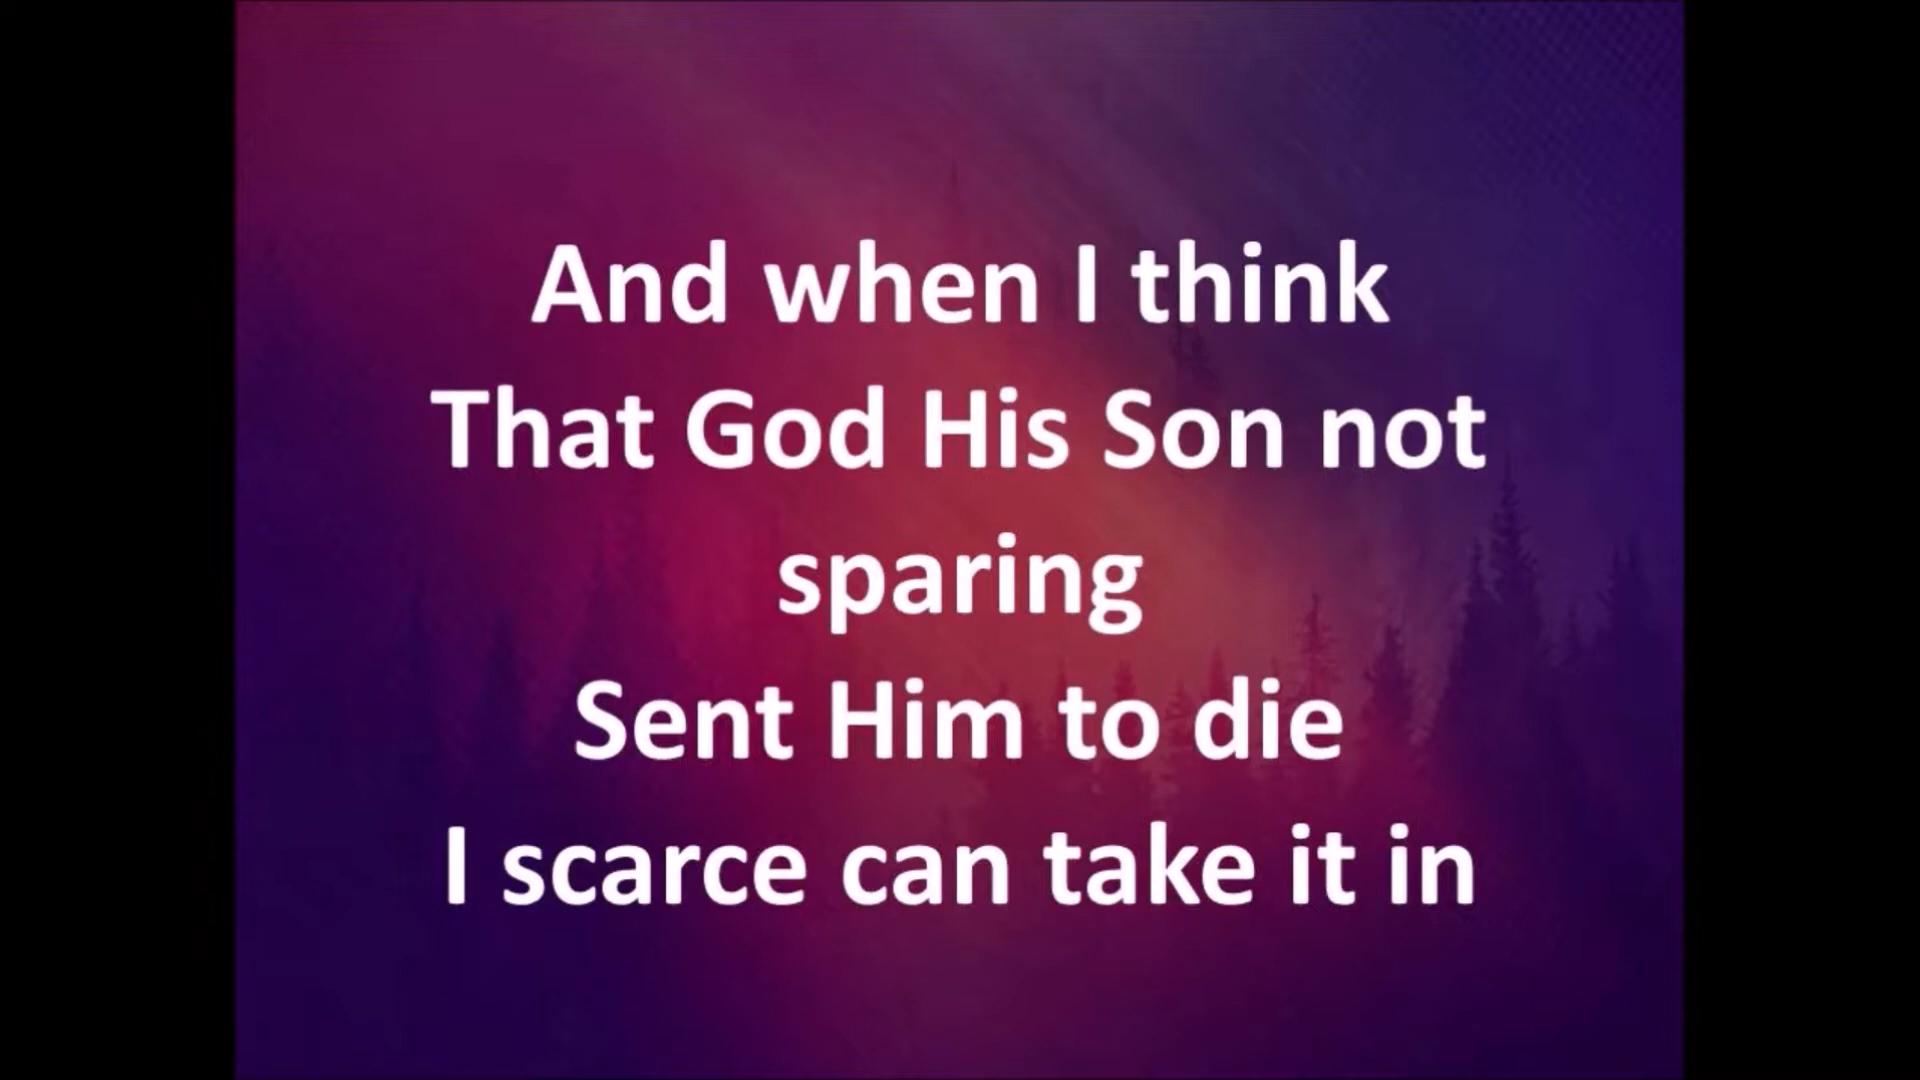 And when I think
That God His Son not
sparing
Sent Him to die
I scarce can take it in